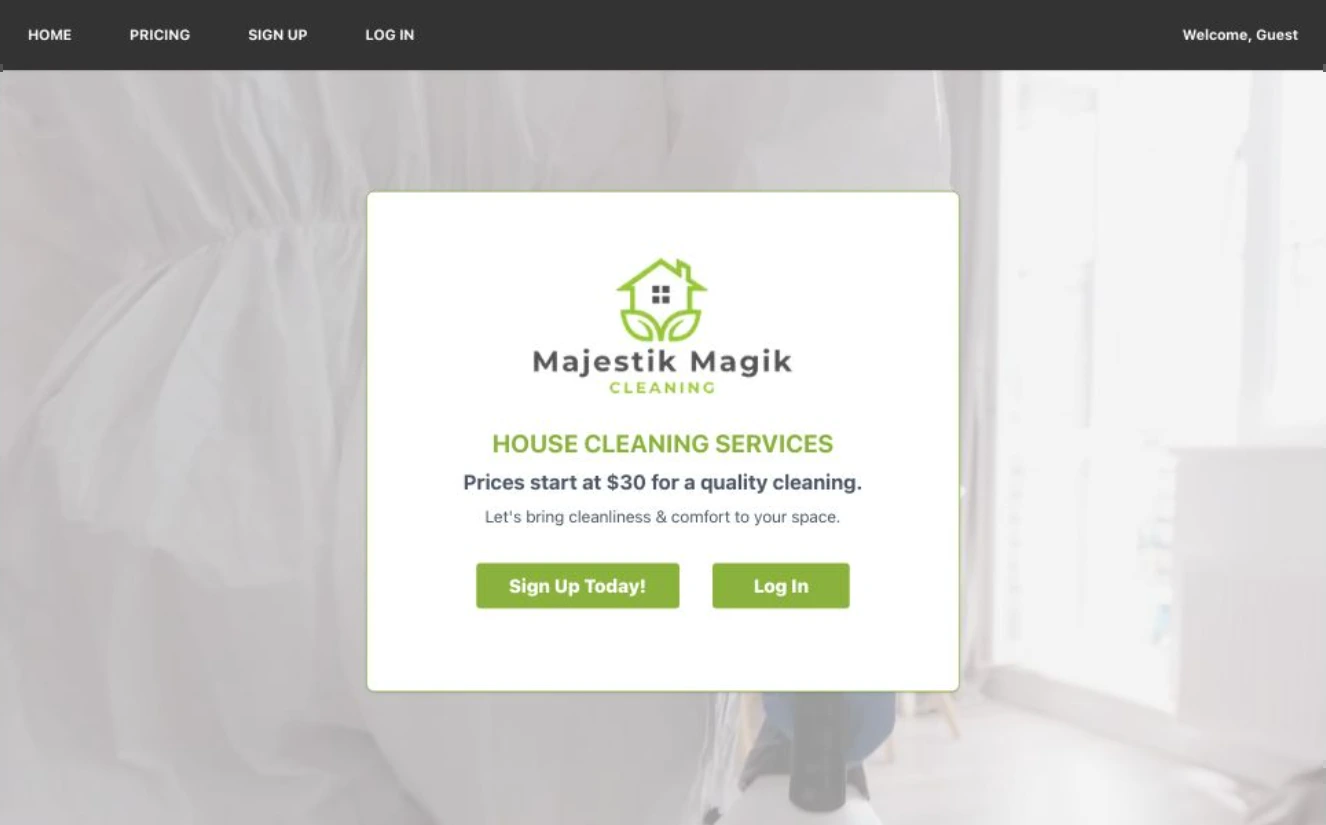 HOME PRICING SIGN UP LOG IN Welcome, Guest
Majestik Magik
CLEANING
HOUSE CLEANING SERVICES
Prices start at $30 for a quality cleaning.
Let's bring cleanliness & comfort to your space.
Sign Up Today! Log In